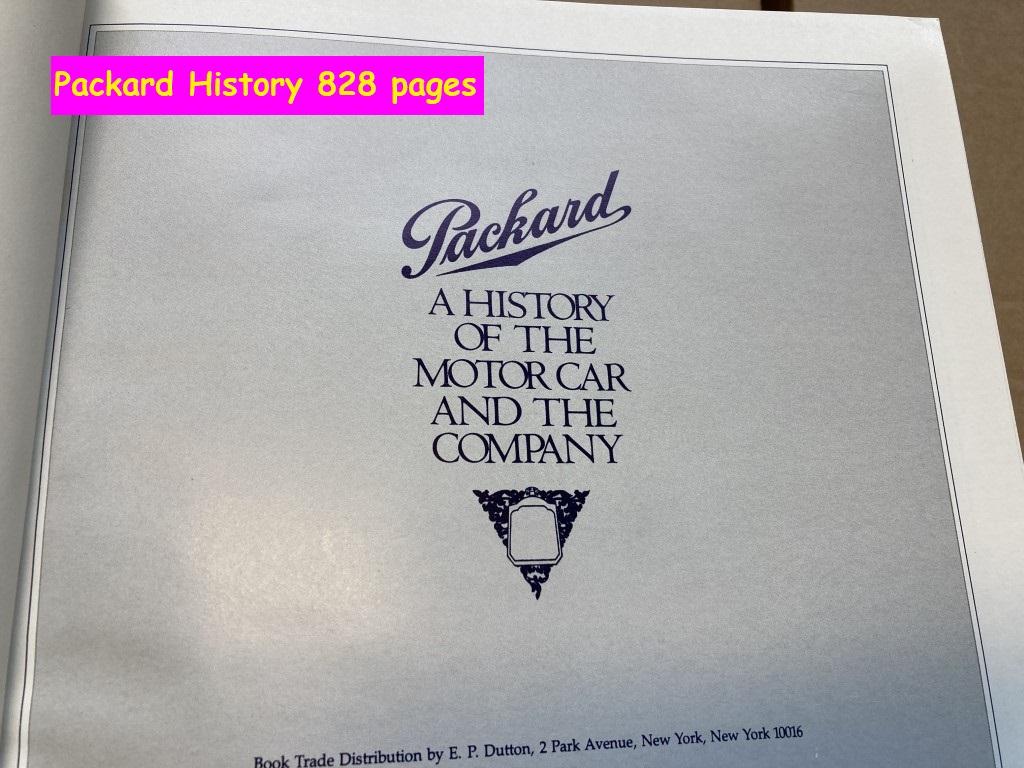 Packard History 828 pages
Packard
A HISTORY
OF THE
MOTOR CAR
AND THE
COMPANY
Book Trade Distribution by E. P. Dutton, 2 Park Avenue, New York, New York 10016